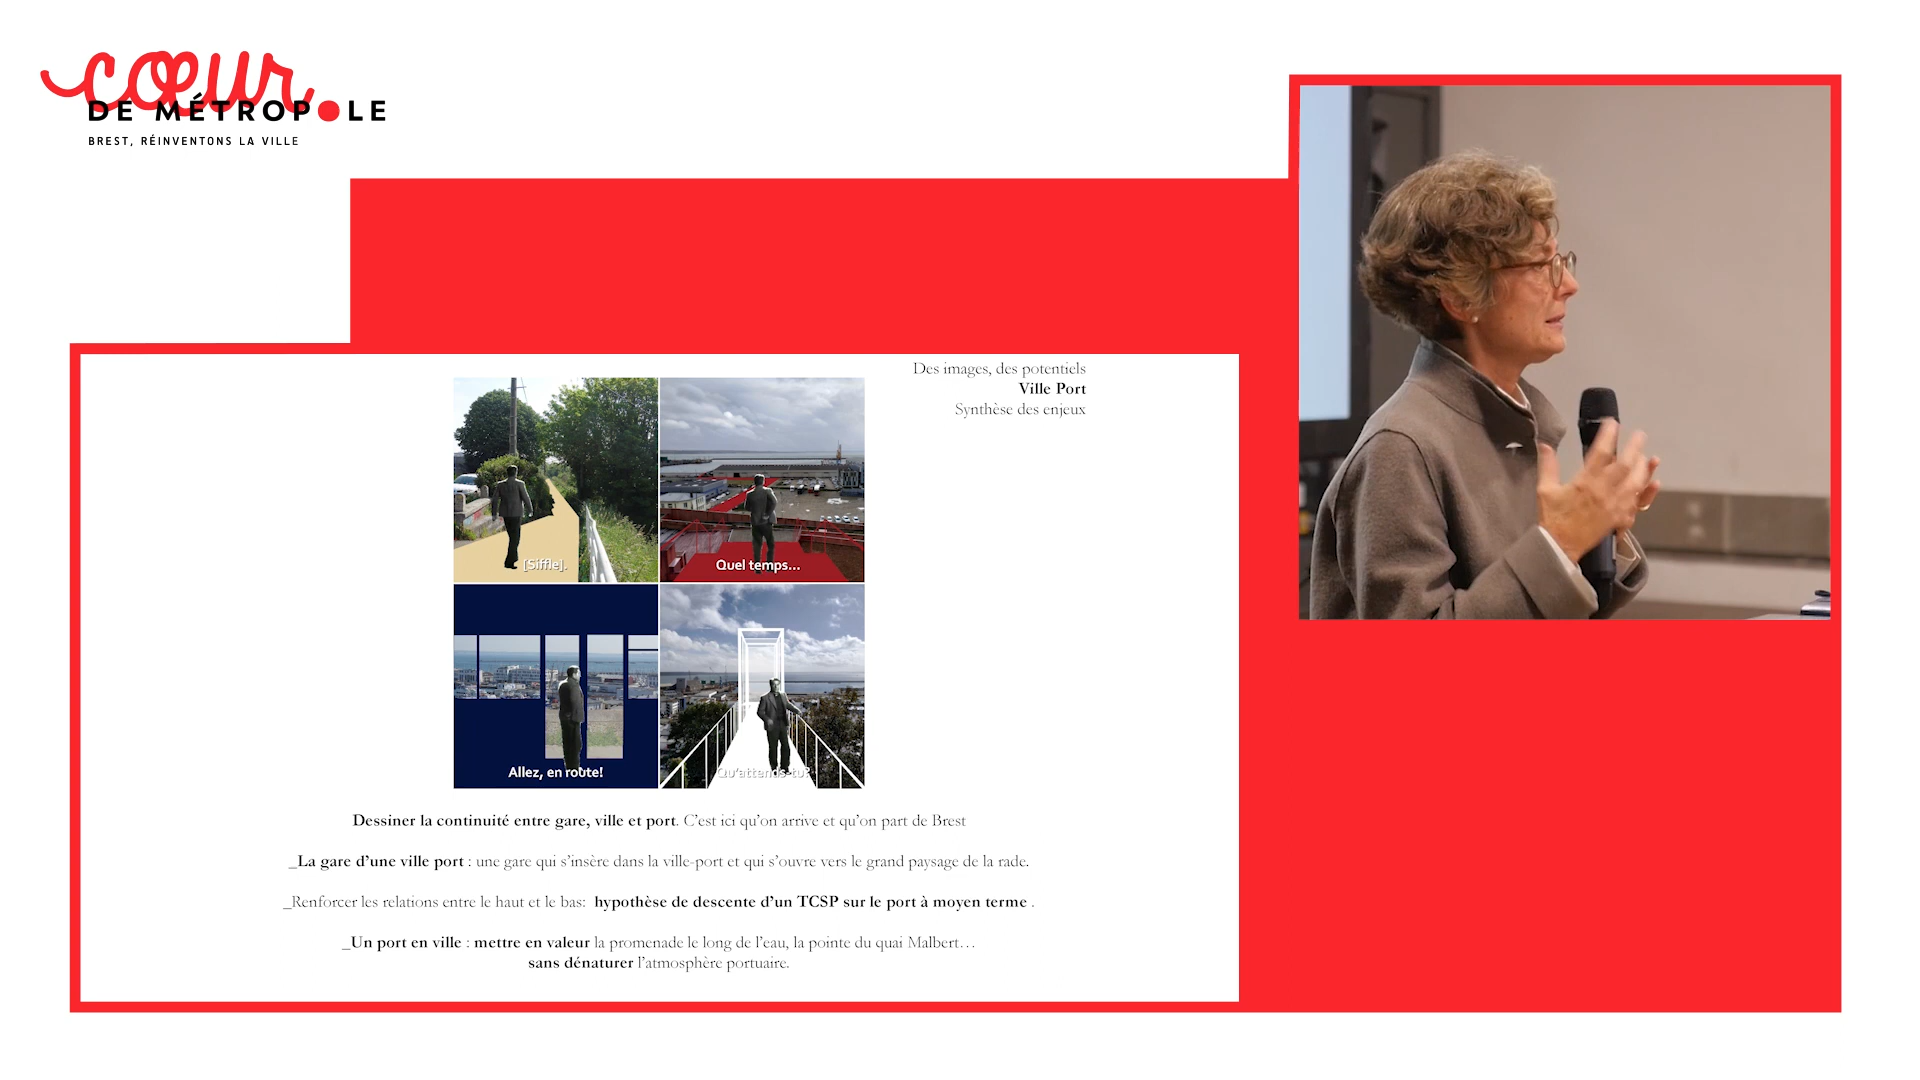 cœur
DE MÉTROPOLE
BREST, RÉINVENTONS LA VILLE
Des images, des potentiels
Ville Port
Synthèse des enjeux
[Siffle].
Quel temps...
Allez, en route!
Qu'attends-tu?
Dessiner la continuité entre gare, ville et port. C'est ici qu'on arrive et qu'on part de Brest
_La gare d'une ville port : une gare qui s'insère dans la ville-port et qui s'ouvre vers le grand paysage de la rade.
_Renforcer les relations entre le haut et le bas: hypothèse de descente d'un TCSP sur le port à moyen terme .
_Un port en ville : mettre en valeur la promenade le long de l'eau, la pointe du quai Malbert…
sans dénaturer l'atmosphère portuaire.